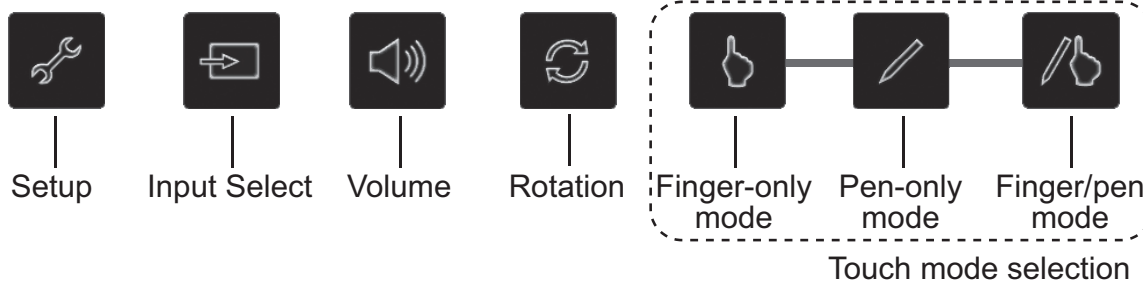 Setup
Input Select
Volume
Rotation
Finger-only
mode
Pen-only
mode
Finger/pen
mode
Touch mode selection